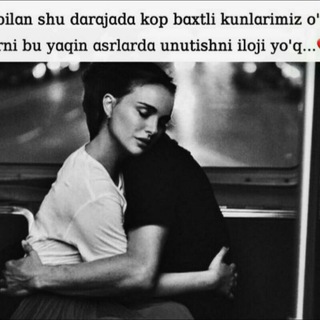 bilan shu darajada kop baxtli kunlarimiz o'
rni bu yaqin asrlarda unutishni iloji yo'q...